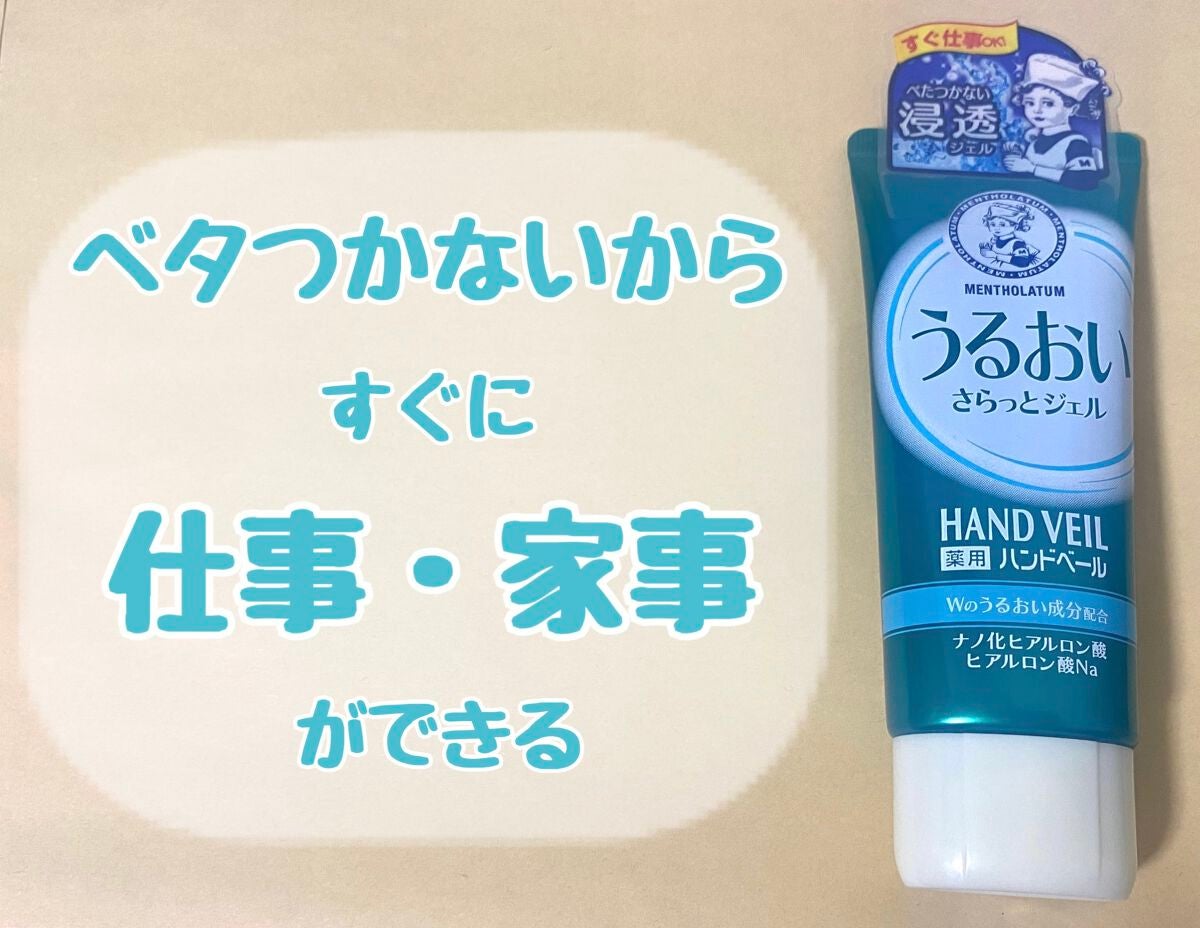 ベタつかないから
すぐに
仕事・家事
ができる
すぐ仕事OK!
べたつかない
浸透
ジェル
MENTHOLATUM・MENTHOLATUM・MENTHOLATUM
MENTHOLATUM
うるおい
さらっとジェル
HAND VEIL
薬用 ハンドベール
Wのうるおい成分配合
ナノ化ヒアルロン酸
ヒアルロン酸Na